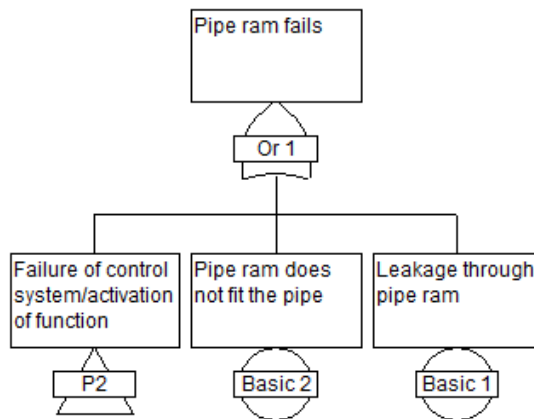 Pipe ram fails
Or 1
Failure of control
system/activation
of function
Pipe ram does
not fit the pipe
Leakage through
pipe ram
P2
Basic 2
Basic 1